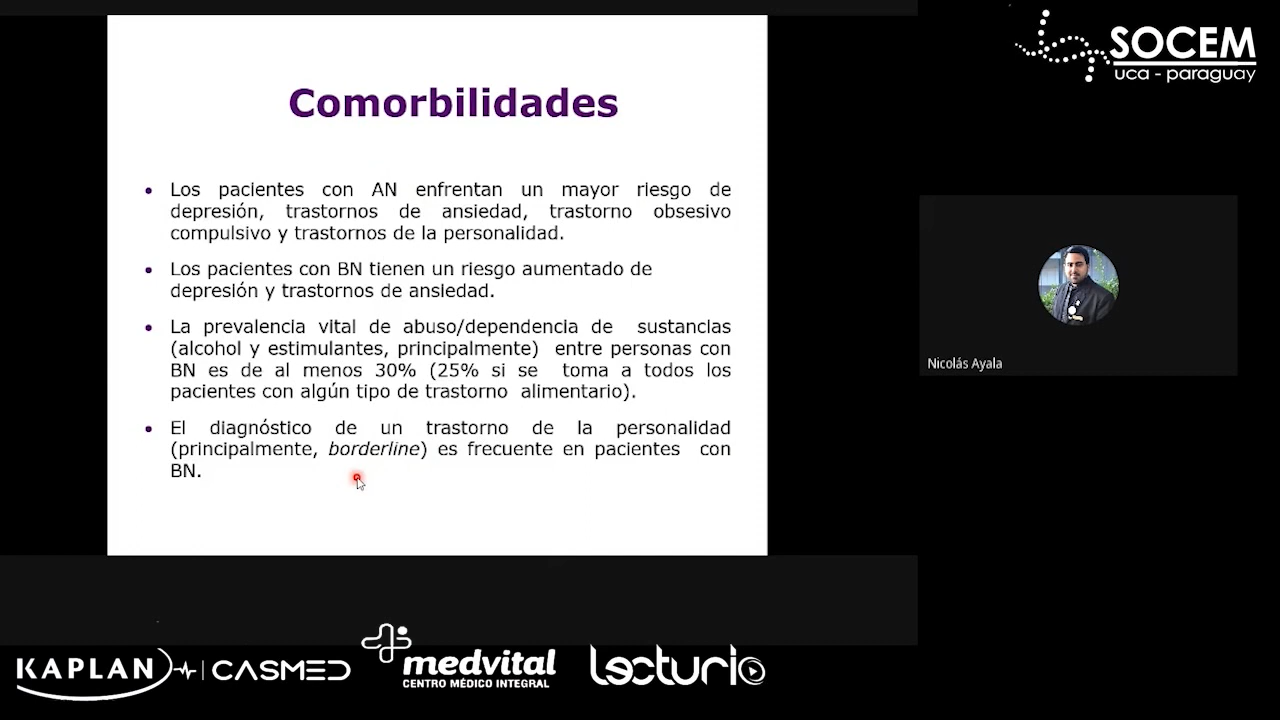 SOCEM
uca - paraguay
Comorbilidades
• Los pacientes con AN enfrentan un mayor riesgo de
depresión, trastornos de ansiedad, trastorno obsesivo
compulsivo y trastornos de la personalidad.
• Los pacientes con BN tienen un riesgo aumentado de
depresión y trastornos de ansiedad.
• La prevalencia vital de abuso/dependencia de sustancias
(alcohol y estimulantes, principalmente) entre personas con
BN es de al menos 30% (25% si se toma a todos los
pacientes con algún tipo de trastorno alimentario).
• El diagnóstico de un trastorno de la personalidad
(principalmente, borderline) es frecuente en pacientes con
BN.
Nicolás Ayala
KAPLAN | CASMED
medvital
CENTRO MÉDICO INTEGRAL
Lecturio